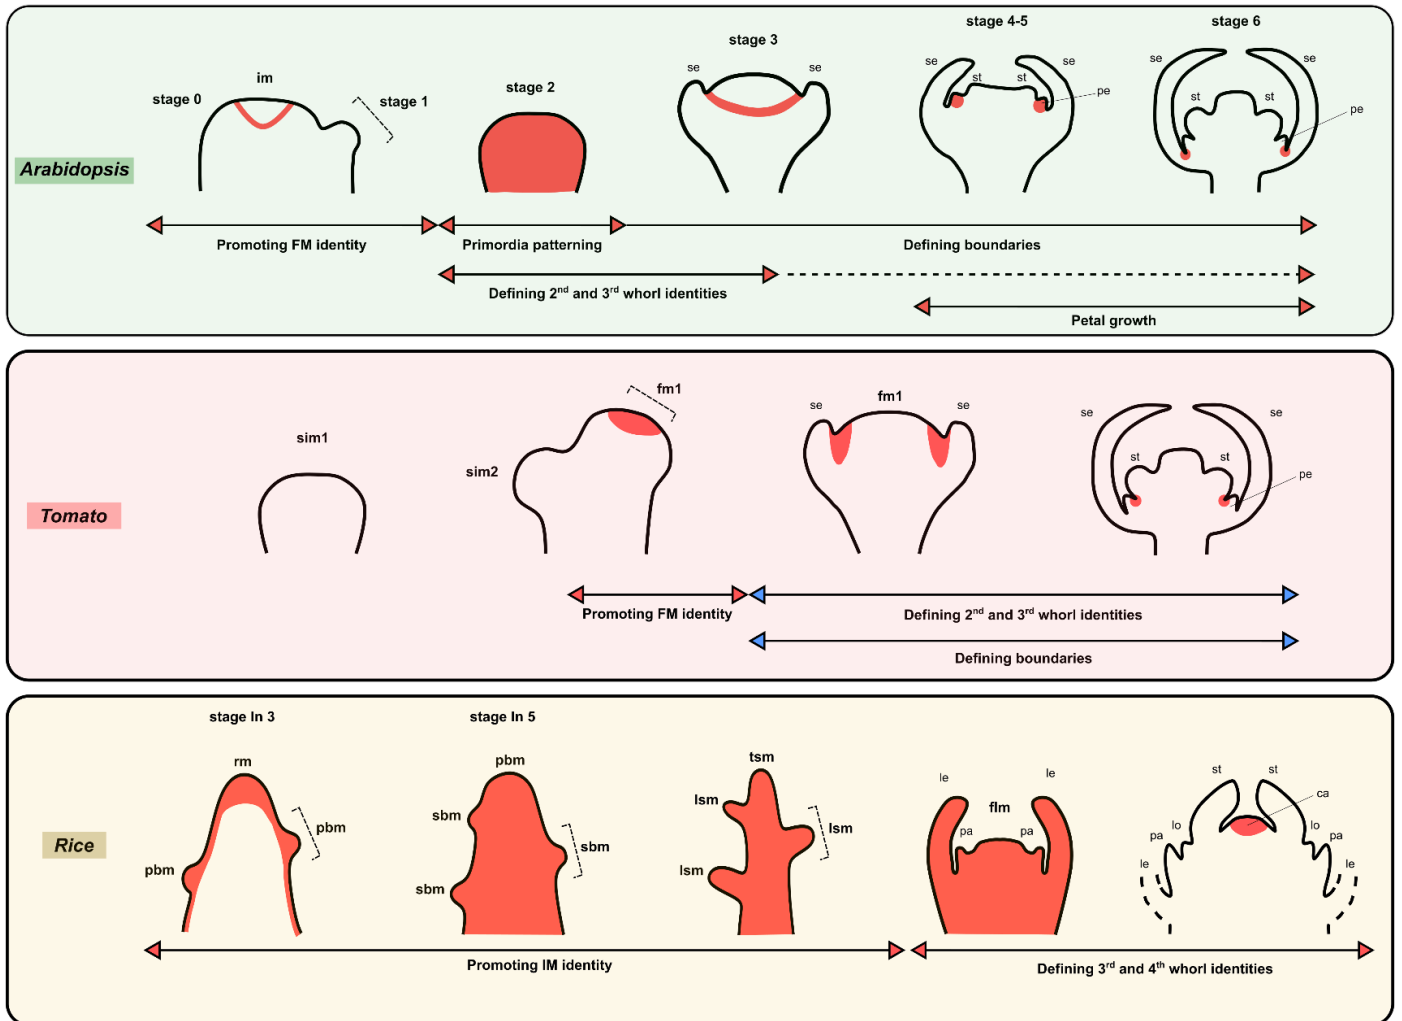 stage 4-5
stage 6
stage 3
se
se
se
se
se
se
im
stage 2
st
st
stage 0
stage 1
pe
st
st
pe
Arabidopsis
Promoting FM identity
Primordia patterning
Defining boundaries
Defining 2nd and 3rd whorl identities
Petal growth
fm1
fm1
se
se
se
se
sim1
sim2
st
st
pe
Tomato
Promoting FM identity
Defining 2nd and 3rd whorl identities
Defining boundaries
stage In 3
stage In 5
rm
pbm
tsm
le
le
st
st
ca
lsm
flm
sbm
pbm
lsm
pa
pa
lo
lo
pa
pa
sbm
Rice
pbm
lsm
le
le
sbm
Promoting IM identity
Defining 3rd and 4th whorl identities